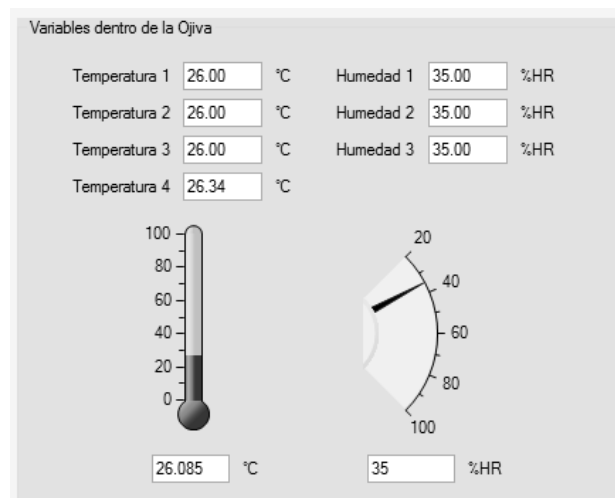 Variables dentro de la Ojiva
Temperatura 1 26.00 °C Humedad 1 35.00 %HR
Temperatura 2 26.00 °C Humedad 2 35.00 %HR
Temperatura 3 26.00 °C Humedad 3 35.00 %HR
Temperatura 4 26.34 °C
100
80
60
40
20
0
20
40
60
80
100
26.085 °C 35 %HR